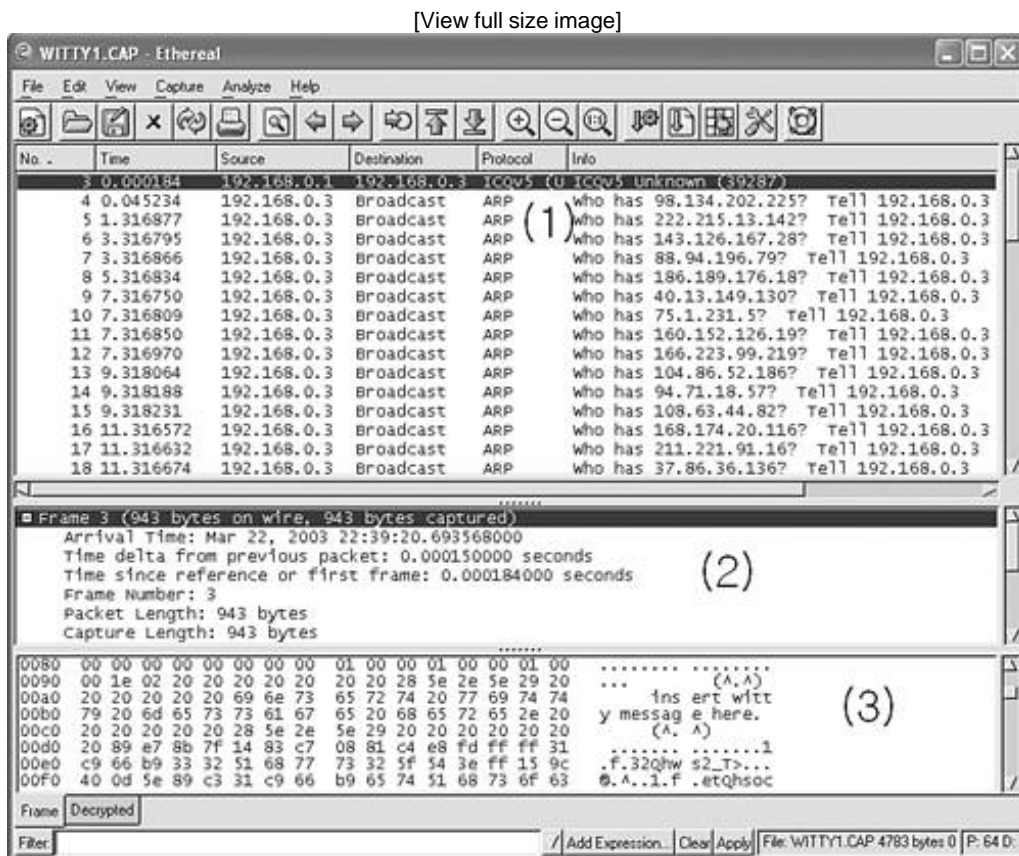 [View full size image]
WITTY1.CAP - Ethereal
File Edit View Capture Analyze Help
No. . Time Source Destination Protocol Info
3 0.000184 192.168.0.1 192.168.0.3 ICQv5 (U ICQv5 Unknown (39287)
4 0.045234 192.168.0.3 Broadcast ARP who has 98.134.202.225? Tell 192.168.0.3
5 1.316877 192.168.0.3 Broadcast ARP who has 222.215.13.142? Tell 192.168.0.3
(1)
6 3.316795 192.168.0.3 Broadcast ARP who has 143.126.167.28? Tell 192.168.0.3
7 3.316866 192.168.0.3 Broadcast ARP who has 88.94.196.79? Tell 192.168.0.3
8 5.316834 192.168.0.3 Broadcast ARP who has 186.189.176.18? Tell 192.168.0.3
9 7.316750 192.168.0.3 Broadcast ARP who has 40.13.149.130? Tell 192.168.0.3
10 7.316809 192.168.0.3 Broadcast ARP who has 75.1.231.5? Tell 192.168.0.3
11 7.316850 192.168.0.3 Broadcast ARP who has 160.152.126.19? Tell 192.168.0.3
12 7.316970 192.168.0.3 Broadcast ARP who has 166.223.99.219? Tell 192.168.0.3
13 9.318064 192.168.0.3 Broadcast ARP who has 104.86.52.186? Tell 192.168.0.3
14 9.318188 192.168.0.3 Broadcast ARP who has 94.71.18.57? Tell 192.168.0.3
15 9.318231 192.168.0.3 Broadcast ARP who has 108.63.44.82? Tell 192.168.0.3
16 11.316572 192.168.0.3 Broadcast ARP who has 168.174.20.116? Tell 192.168.0.3
17 11.316632 192.168.0.3 Broadcast ARP who has 211.221.91.16? Tell 192.168.0.3
18 11.316674 192.168.0.3 Broadcast ARP who has 37.86.36.136? Tell 192.168.0.3
Frame 3 (943 bytes on wire, 943 bytes captured)
Arrival Time: Mar 22, 2003 22:39:20.693568000
Time delta from previous packet: 0.000150000 seconds
Time since reference or first frame: 0.000184000 seconds
(2)
Frame Number: 3
Packet Length: 943 bytes
Capture Length: 943 bytes
0080 00 00 00 00 00 00 00 00 01 00 00 01 00 00 01 00 ........ ........
0090 00 1e 02 20 20 20 20 20 20 20 28 5e 2e 5e 29 20 ... (^.^)
00a0 20 20 20 20 20 69 6e 73 65 72 74 20 77 69 74 74 ins ert witt
00b0 79 20 6d 65 73 73 61 67 65 20 68 65 72 65 2e 20 y messag e here.
(3)
00c0 20 20 20 20 20 28 5e 2e 5e 29 20 20 20 20 20 20 (^. ^)
00d0 20 89 e7 8b 7f 14 83 c7 08 81 c4 e8 fd ff ff 31 ........ .......1
00e0 c9 66 b9 33 32 51 68 77 73 32 5f 54 3e ff 15 9c .f.32Qhw s2_T>...
00f0 40 0d 5e 89 c3 31 c9 66 b9 65 74 51 68 73 6f 63 @.^..1.f .etQhsoc
Frame Decrypted
Filter: / Add Expression... Clear Apply File: WITTY1.CAP 4783 bytes 0 P: 64 D: